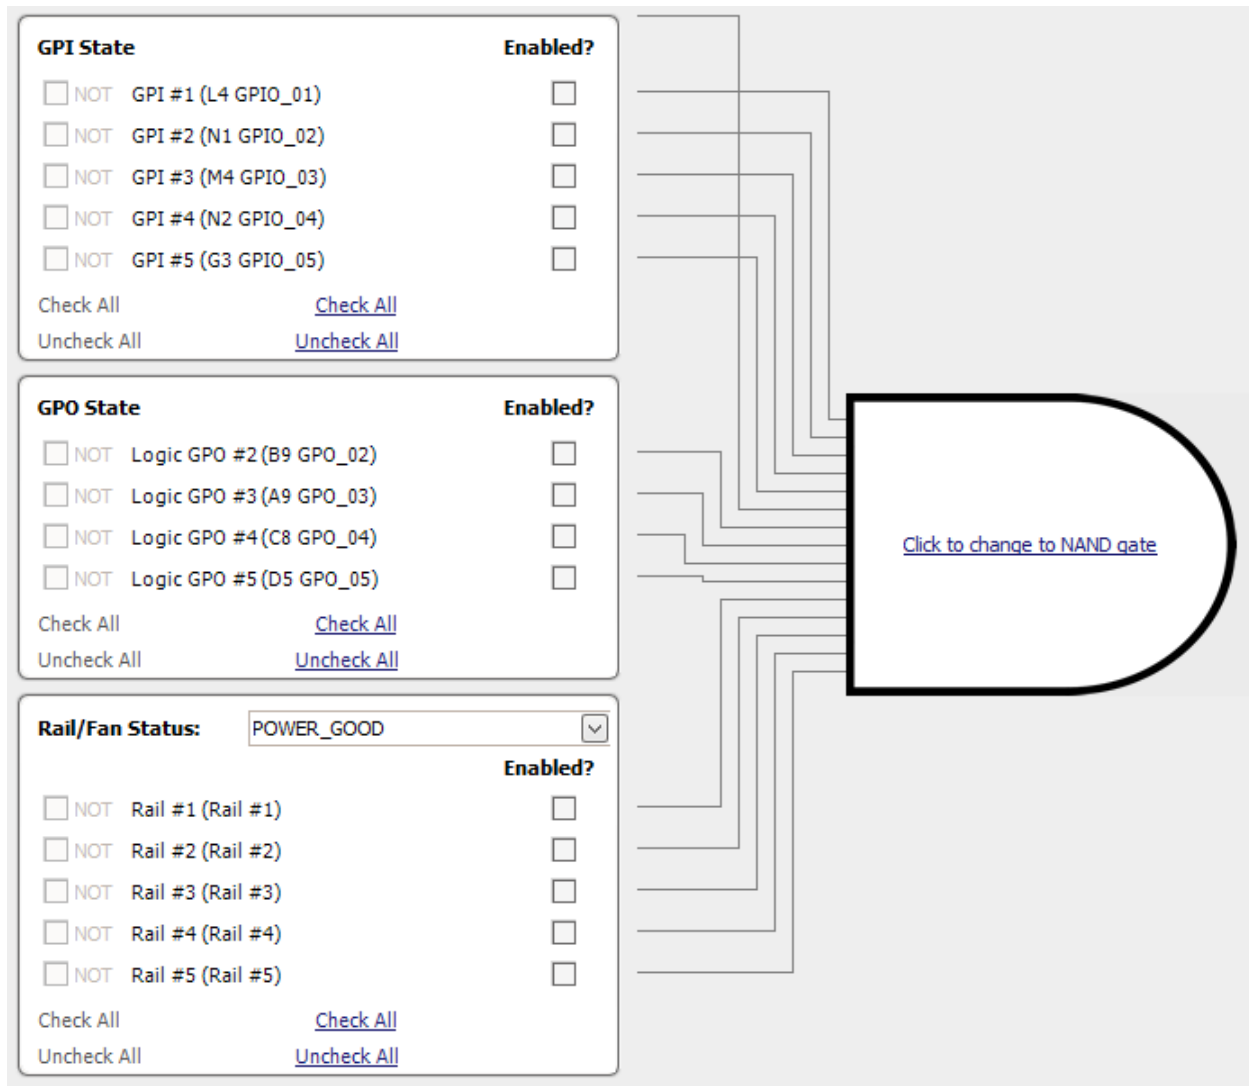 GPI State Enabled?
NOT GPI #1 (L4 GPIO_01)
NOT GPI #2 (N1 GPIO_02)
NOT GPI #3 (M4 GPIO_03)
NOT GPI #4 (N2 GPIO_04)
NOT GPI #5 (G3 GPIO_05)
Check All Check All
Uncheck All Uncheck All
GPO State Enabled?
NOT Logic GPO #2 (B9 GPO_02)
NOT Logic GPO #3 (A9 GPO_03)
NOT Logic GPO #4 (C8 GPO_04)
NOT Logic GPO #5 (D5 GPO_05)
Check All Check All
Uncheck All Uncheck All
Click to change to NAND gate
Rail/Fan Status: POWER_GOOD
Enabled?
NOT Rail #1 (Rail #1)
NOT Rail #2 (Rail #2)
NOT Rail #3 (Rail #3)
NOT Rail #4 (Rail #4)
NOT Rail #5 (Rail #5)
Check All Check All
Uncheck All Uncheck All